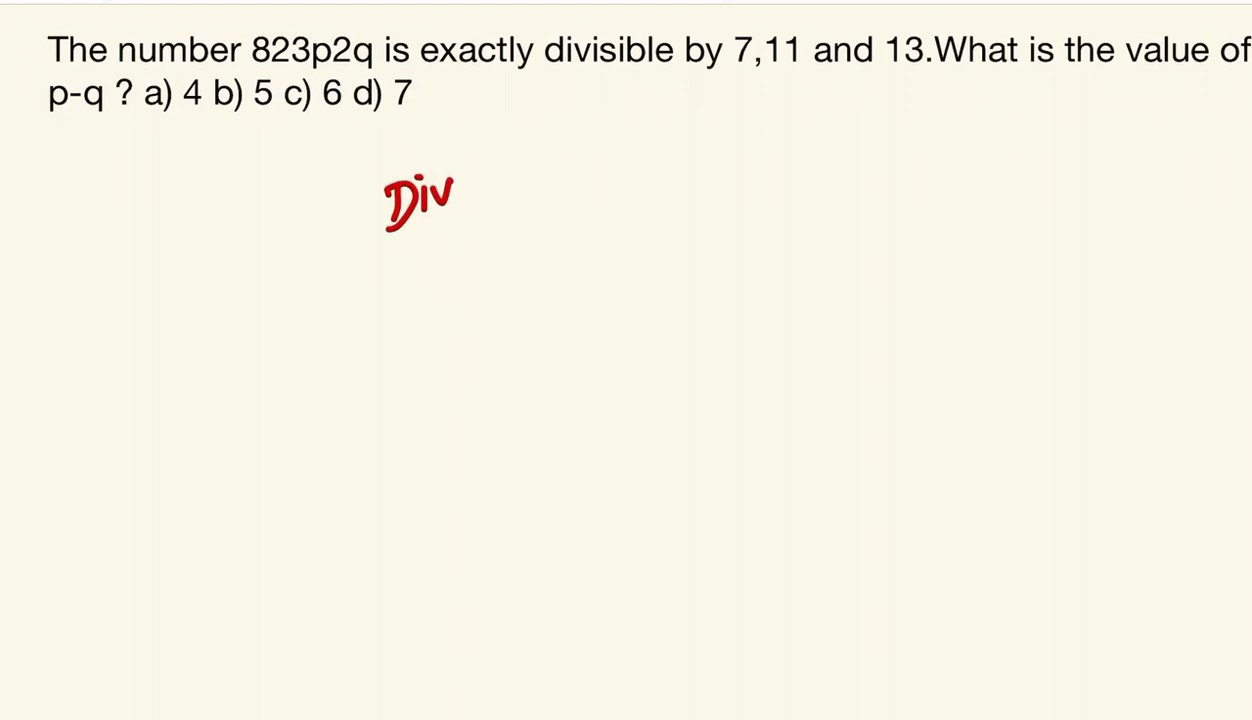 The number 823p2q is exactly divisible by 7,11 and 13.What is the value of
p-q ? a) 4 b) 5 c) 6 d) 7
Div